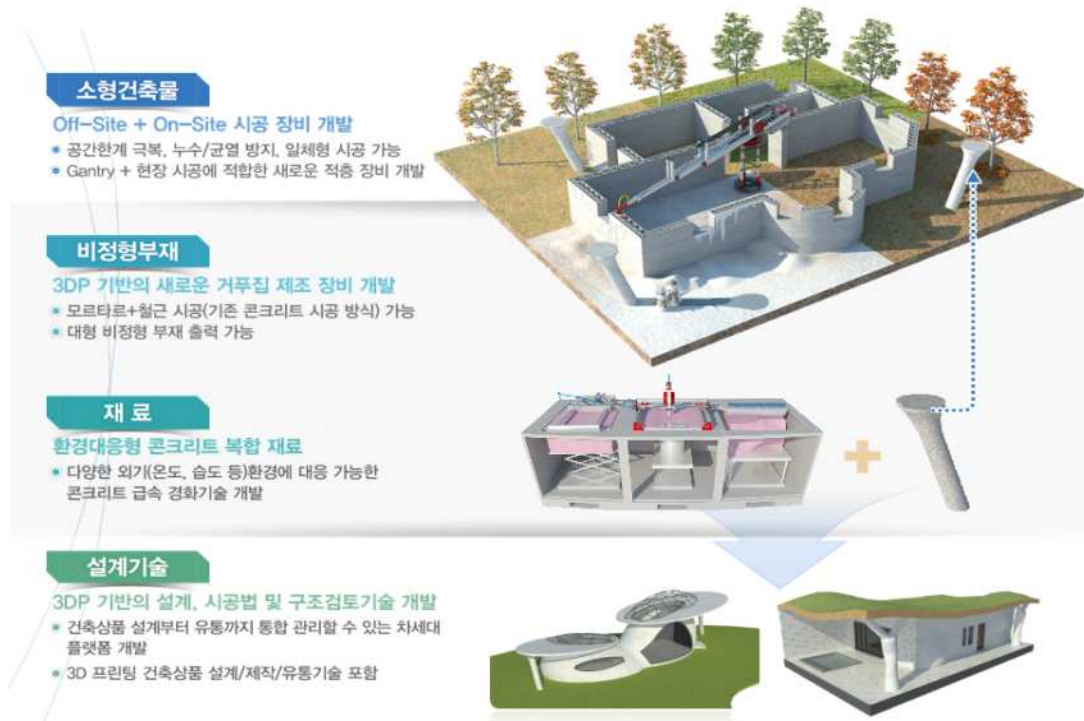 소형건축물
Off-Site + On-Site 시공 장비 개발
● 공간한계 극복, 누수/균열 방지, 일체형 시공 가능
● Gantry + 현장 시공에 적합한 새로운 적층 장비 개발
비정형부재
3DP 기반의 새로운 거푸집 제조 장비 개발
● 모르타르+철근 시공(기존 콘크리트 시공 방식) 가능
● 대형 비정형 부재 출력 가능
재 료
환경대응형 콘크리트 복합 재료
● 다양한 외기(온도, 습도 등)환경에 대응 가능한
콘크리트 급속 경화기술 개발
설계기술
3DP 기반의 설계, 시공법 및 구조검토기술 개발
● 건축상품 설계부터 유통까지 통합 관리할 수 있는 차세대
플랫폼 개발
● 3D 프린팅 건축상품 설계/제작/유통기술 포함